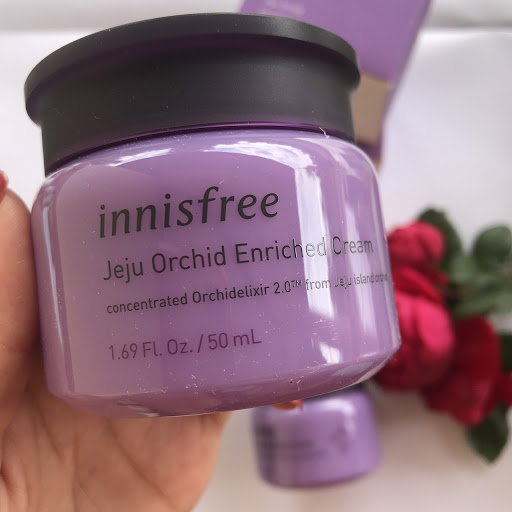 innisfree
Jeju Orchid Enriched Cream
concentrated Orchidelixir 2.0™ from Jeju island
1.69 Fl. Oz. / 50 mL